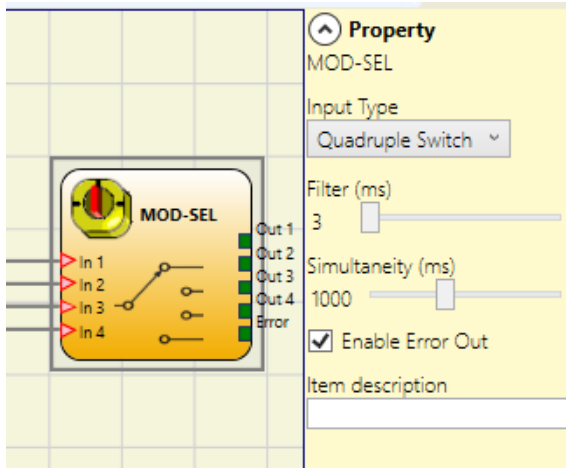 Property
MOD-SEL
Input Type
Quadruple Switch
Filter (ms)
3
Simultaneity (ms)
1000
Enable Error Out
Item description
MOD-SEL
In 1
In 2
In 3
In 4
Out 1
Out 2
Out 3
Out 4
Error